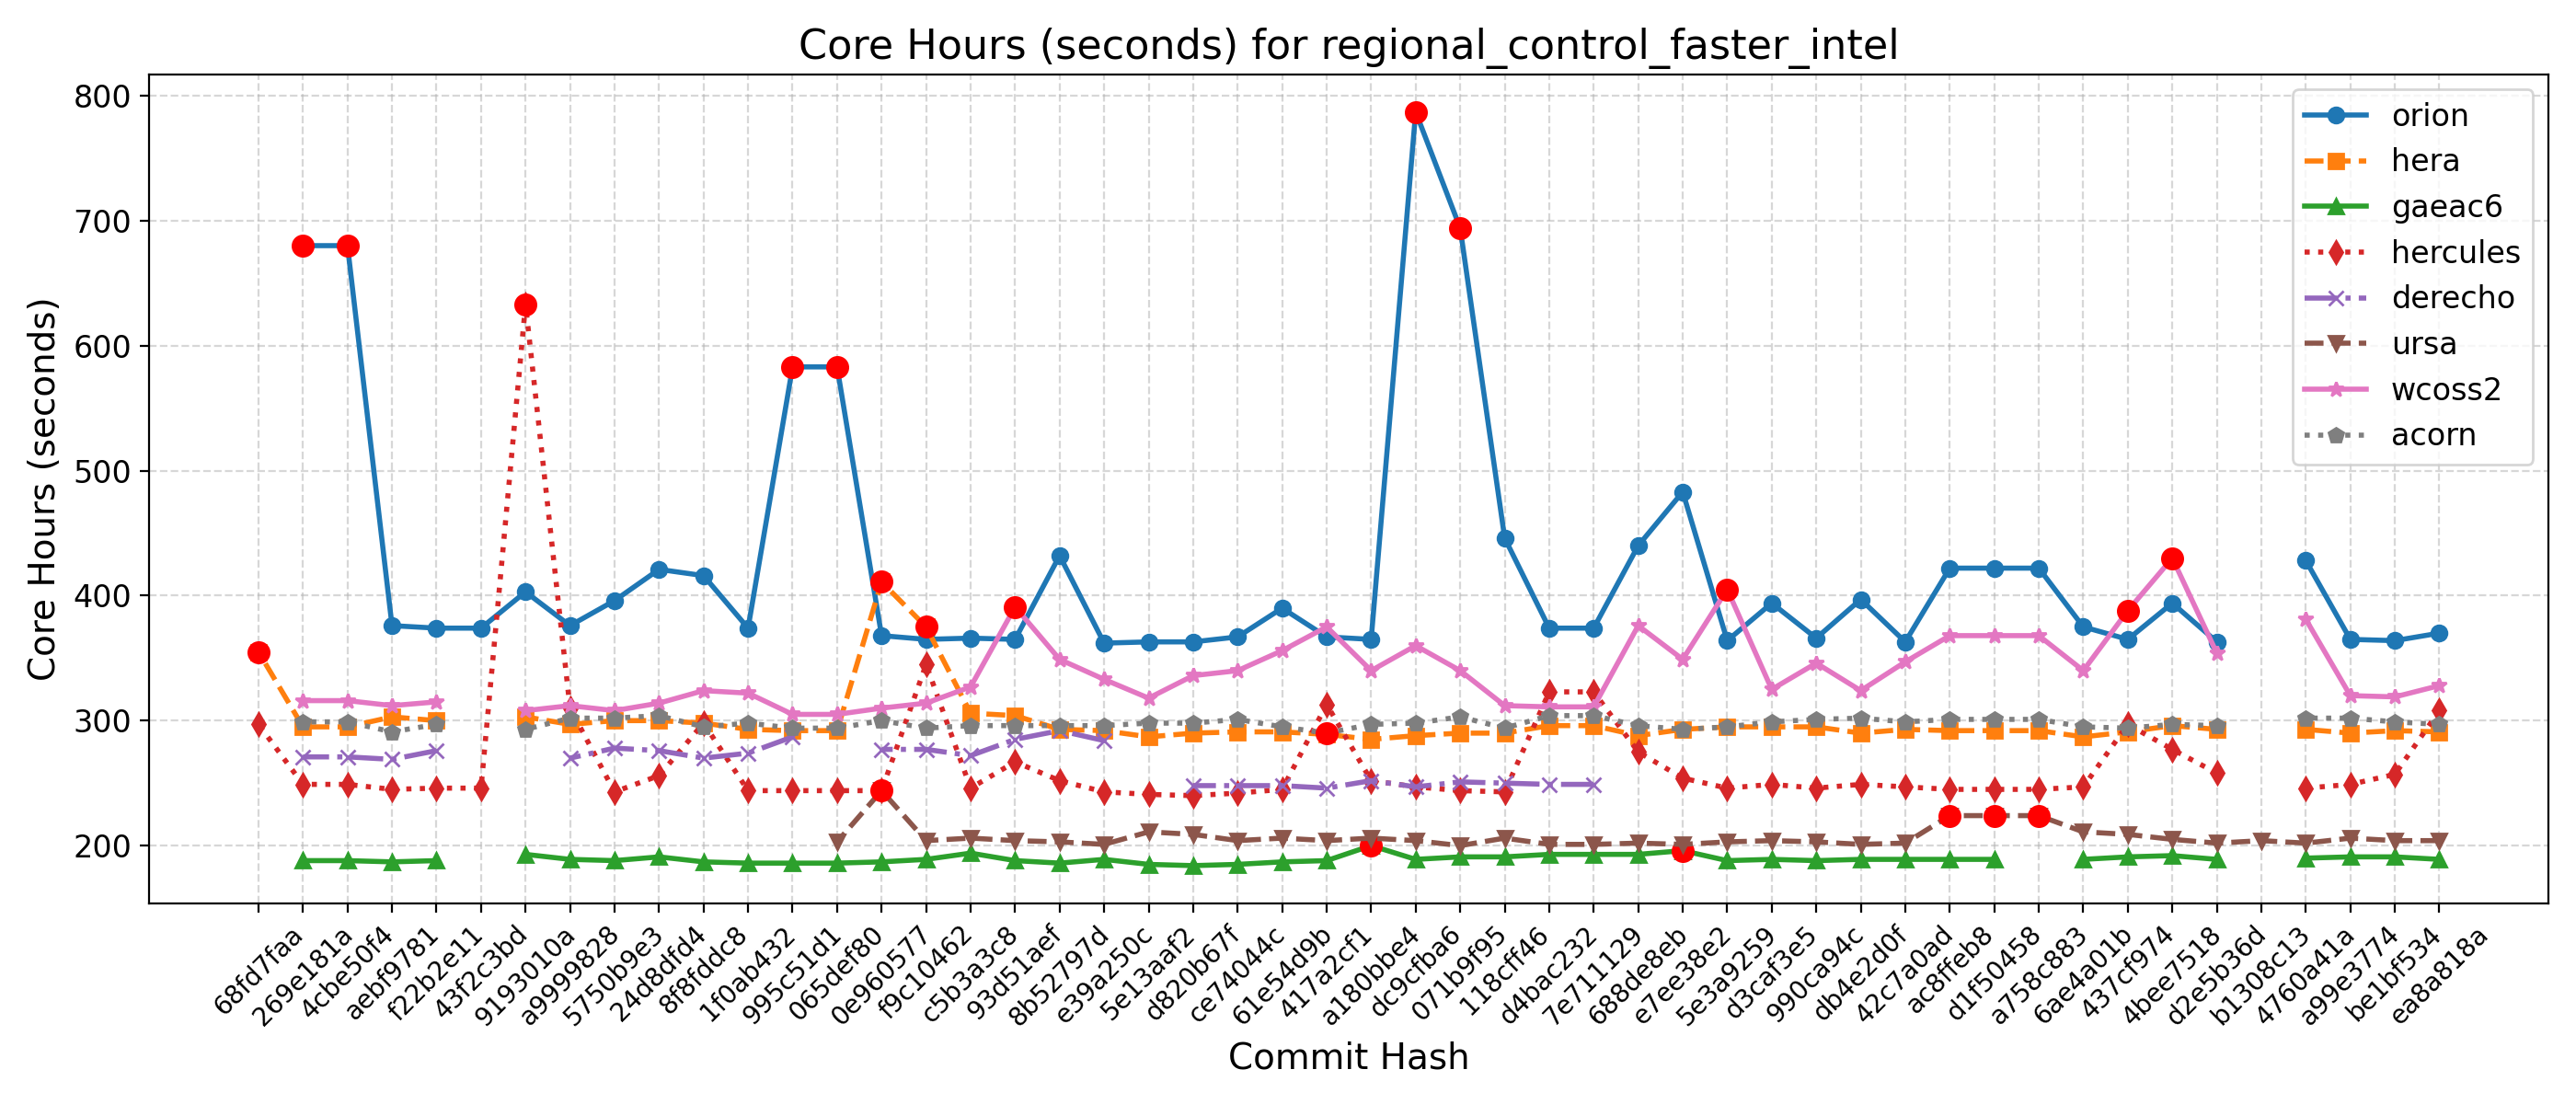 Core Hours (seconds) for regional_control_faster_intel
Core Hours (seconds)
800
700
600
500
400
300
200
orion
hera
gaeac6
hercules
derecho
ursa
wcoss2
acorn
68fd7faa
269e181a
4cbe50f4
aebf9781
f22b2e11
43f2c3bd
9193010a
a9999828
5750b9e3
24d8dfd4
8f8fddc8
1f0ab432
995c51d1
065def80
0e960577
f9c10462
c5b3a3c8
93d51aef
8b52797d
e39a250c
5e13aaf2
d820b67f
ce74044c
61e54d9b
417a2cf1
a180bbe4
dc9cfba6
071b9f95
118cff46
d4bac232
7e711129
688de8eb
e7ee38e2
5e3a9259
d3caf3e5
990ca94c
db4e2d0f
42c7a0ad
ac8ffeb8
d1f50458
a758c883
6ae4a01b
437cf974
4bee7518
d2e5b36d
b1308c13
4760a41a
a99e3774
be1bf534
ea8a818a
Commit Hash